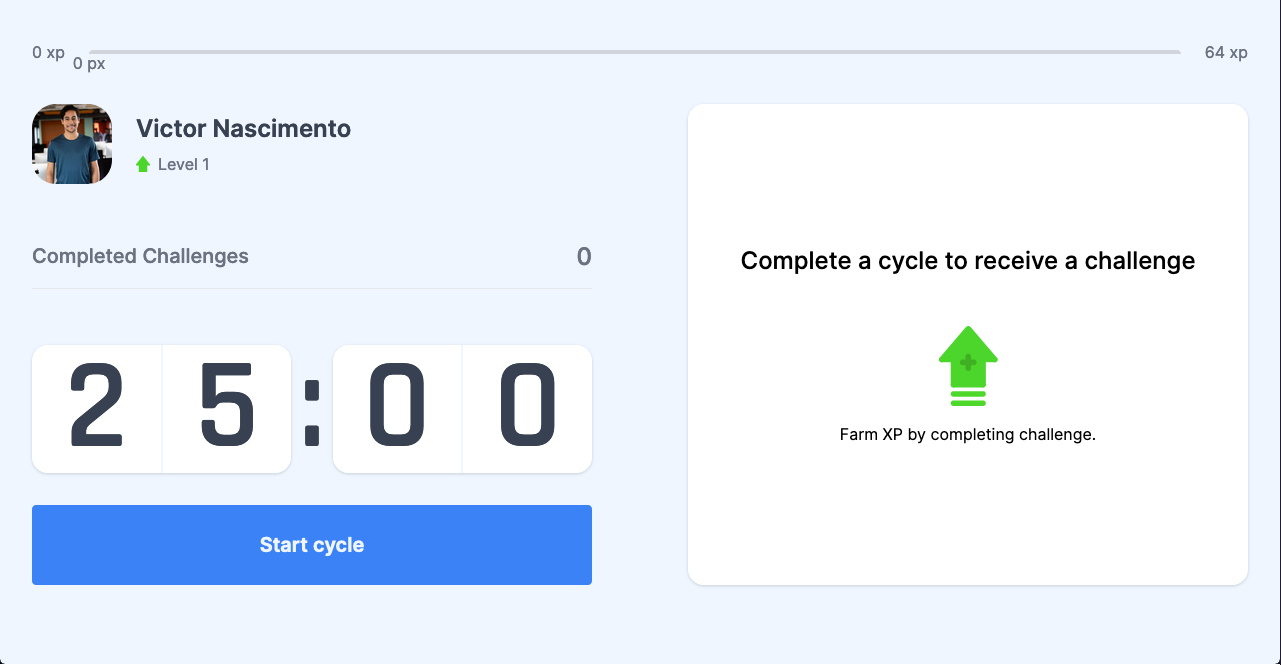 0 xp
0 px
64 xp
Victor Nascimento
Level 1
Completed Challenges 0
25:00
Start cycle
Complete a cycle to receive a challenge
Farm XP by completing challenge.